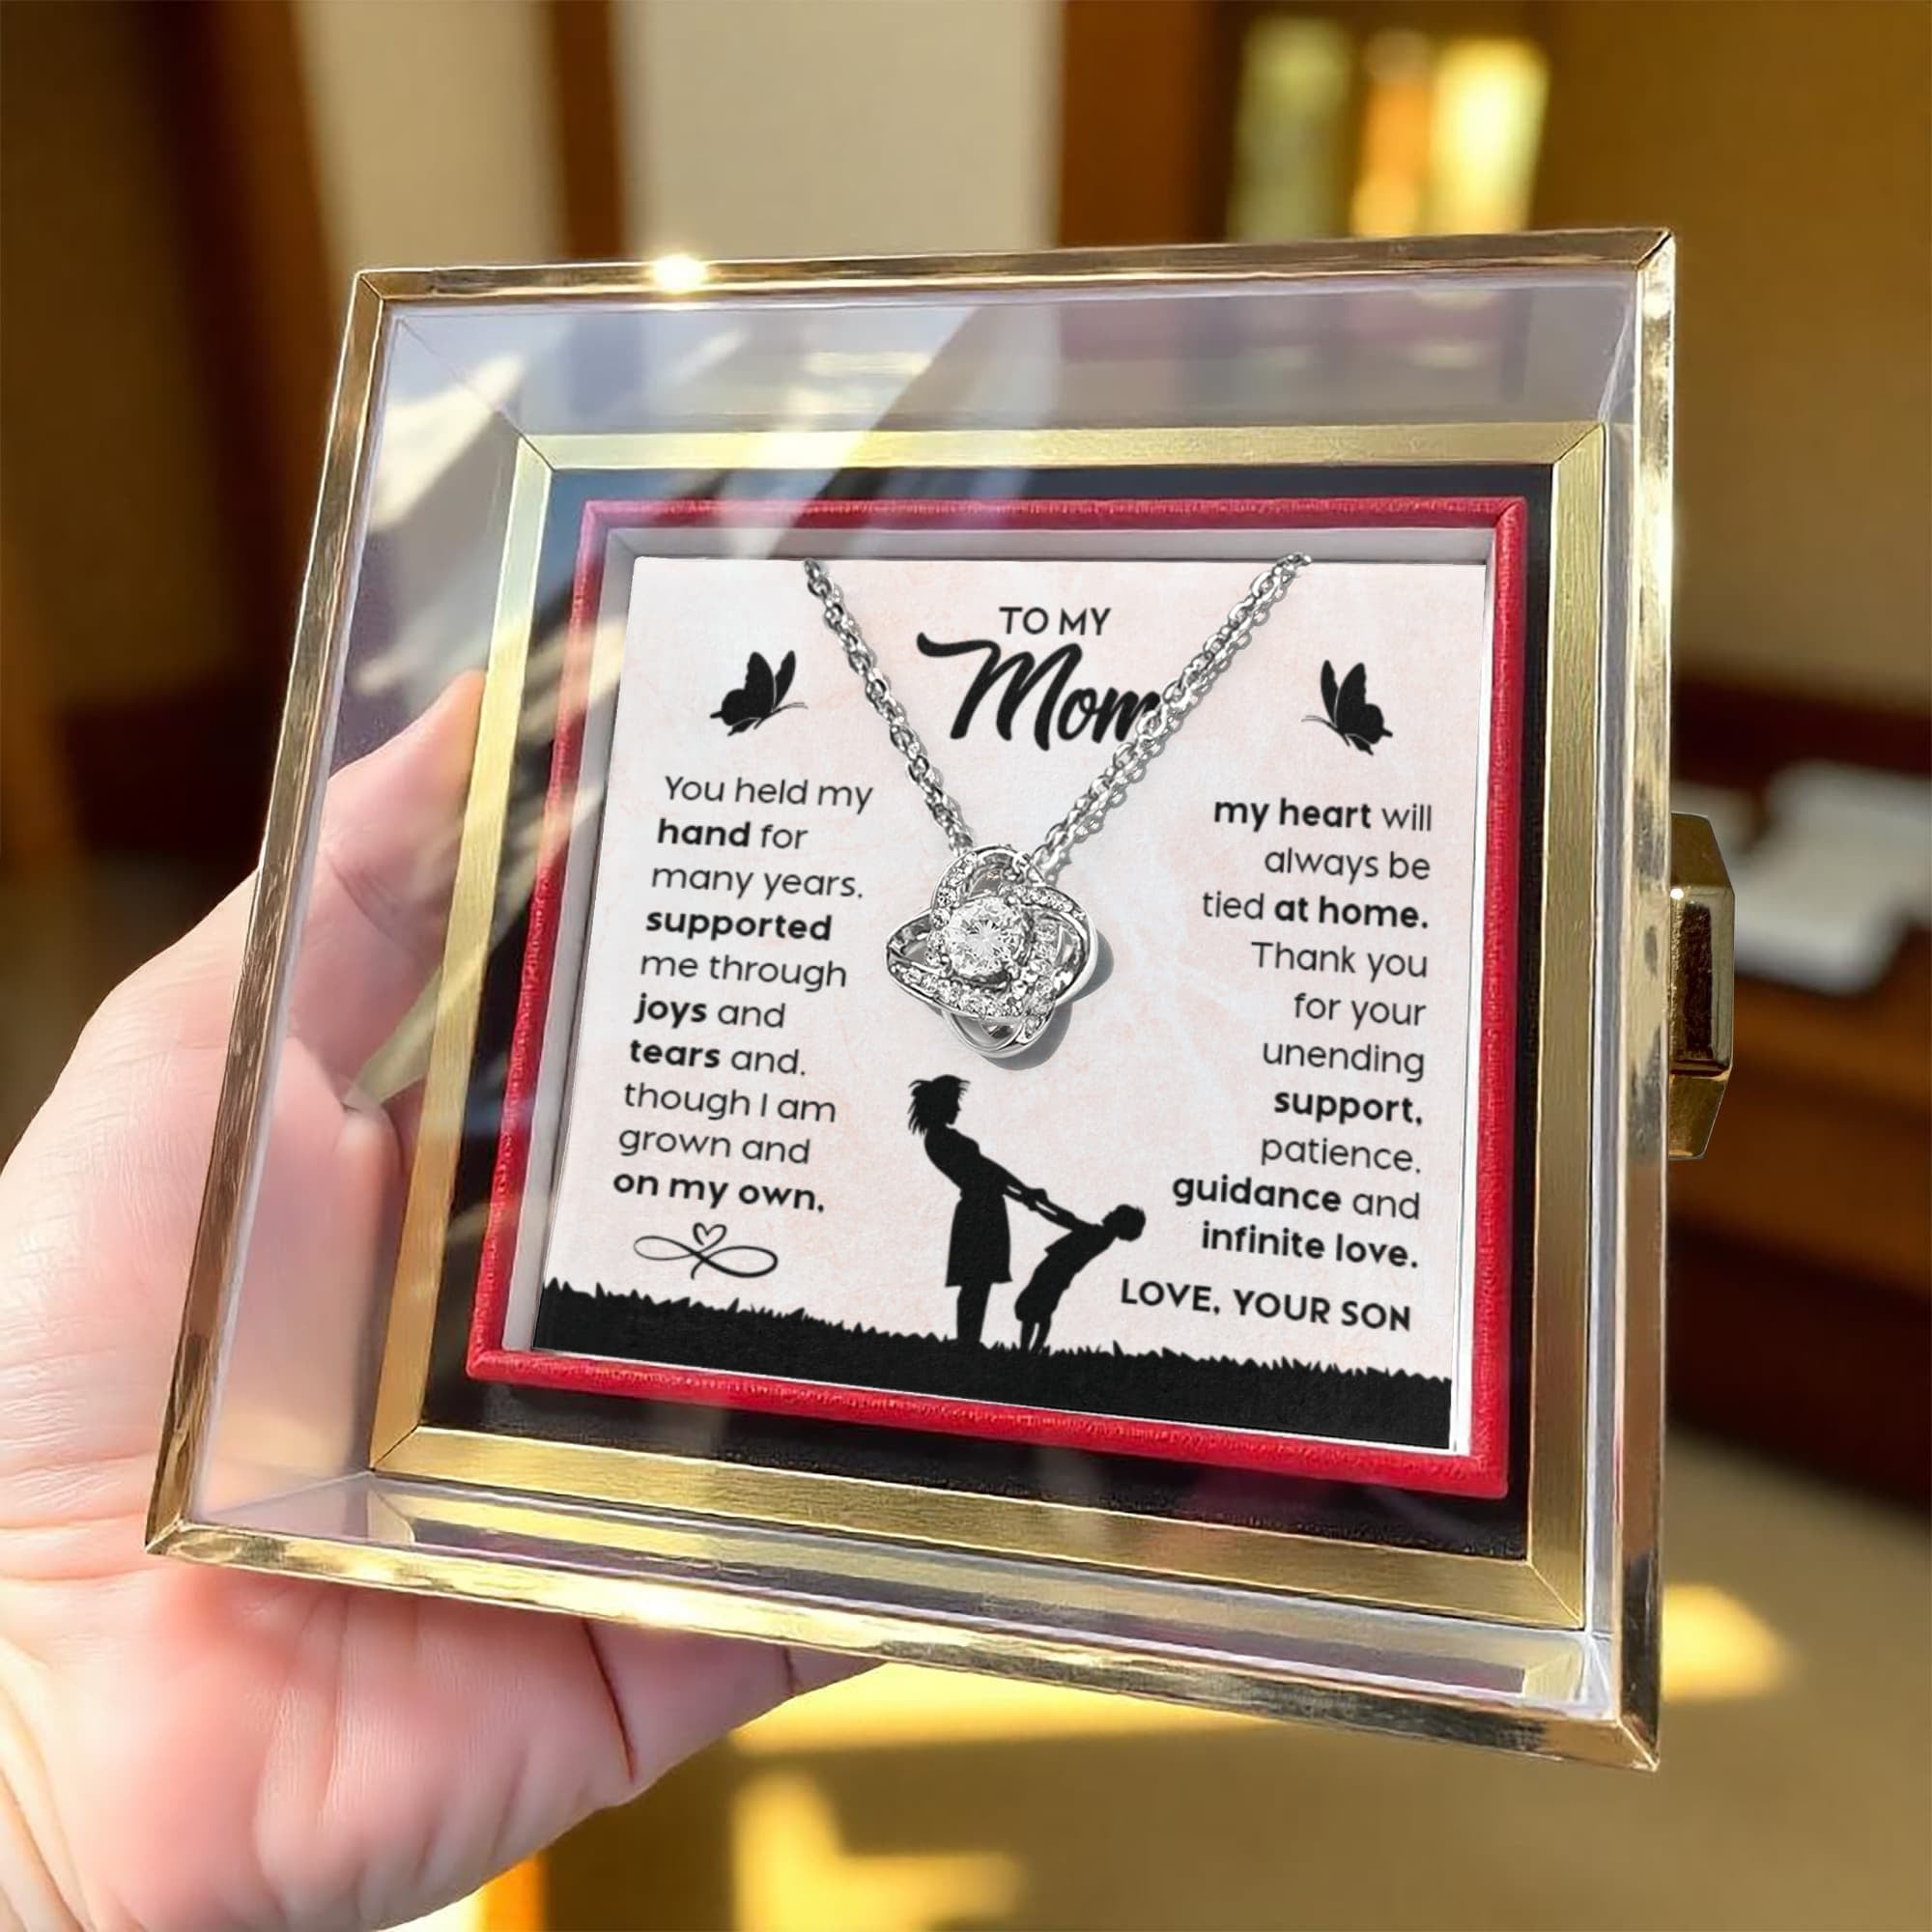 TO MY
Mom
You held my
hand for
many years.
supported
me through
joys and
tears and.
though I am
grown and
on my own,
my heart will
always be
tied at home.
Thank you
for your
unending
support,
patience.
guidance and
infinite love.
LOVE, YOUR SON